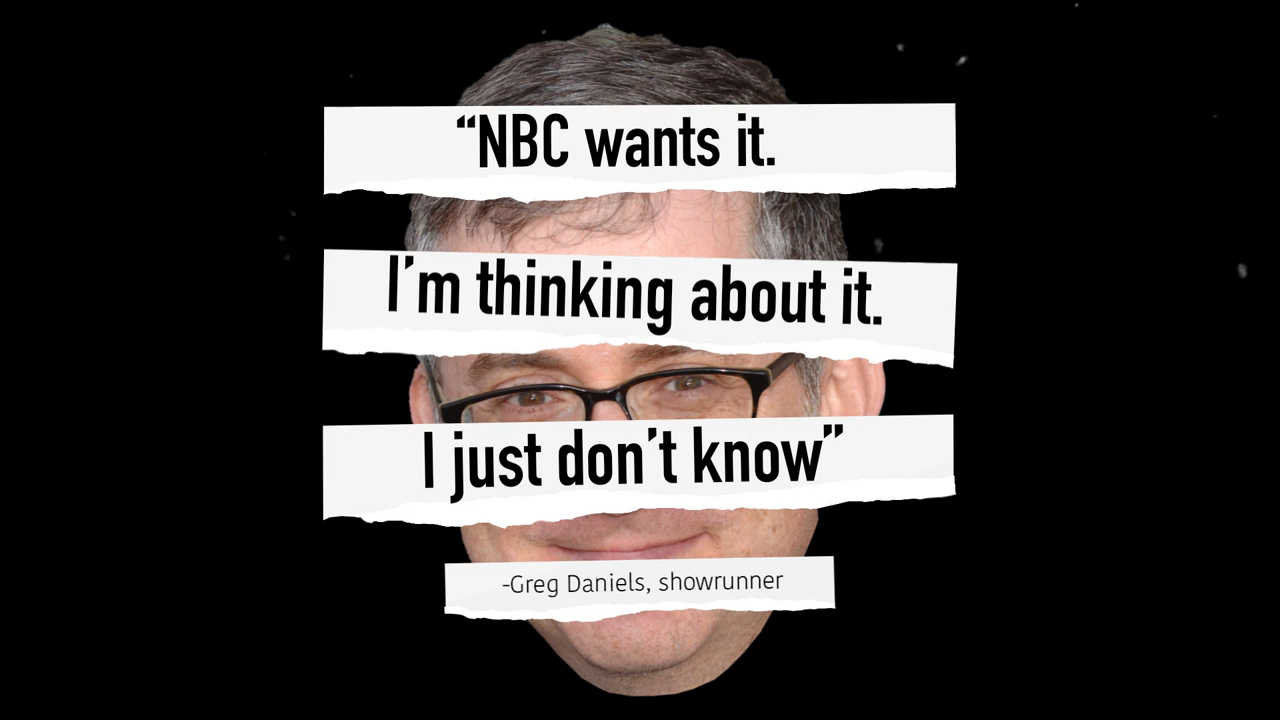 “NBC wants it.
I’m thinking about it.
I just don’t know”
-Greg Daniels, showrunner